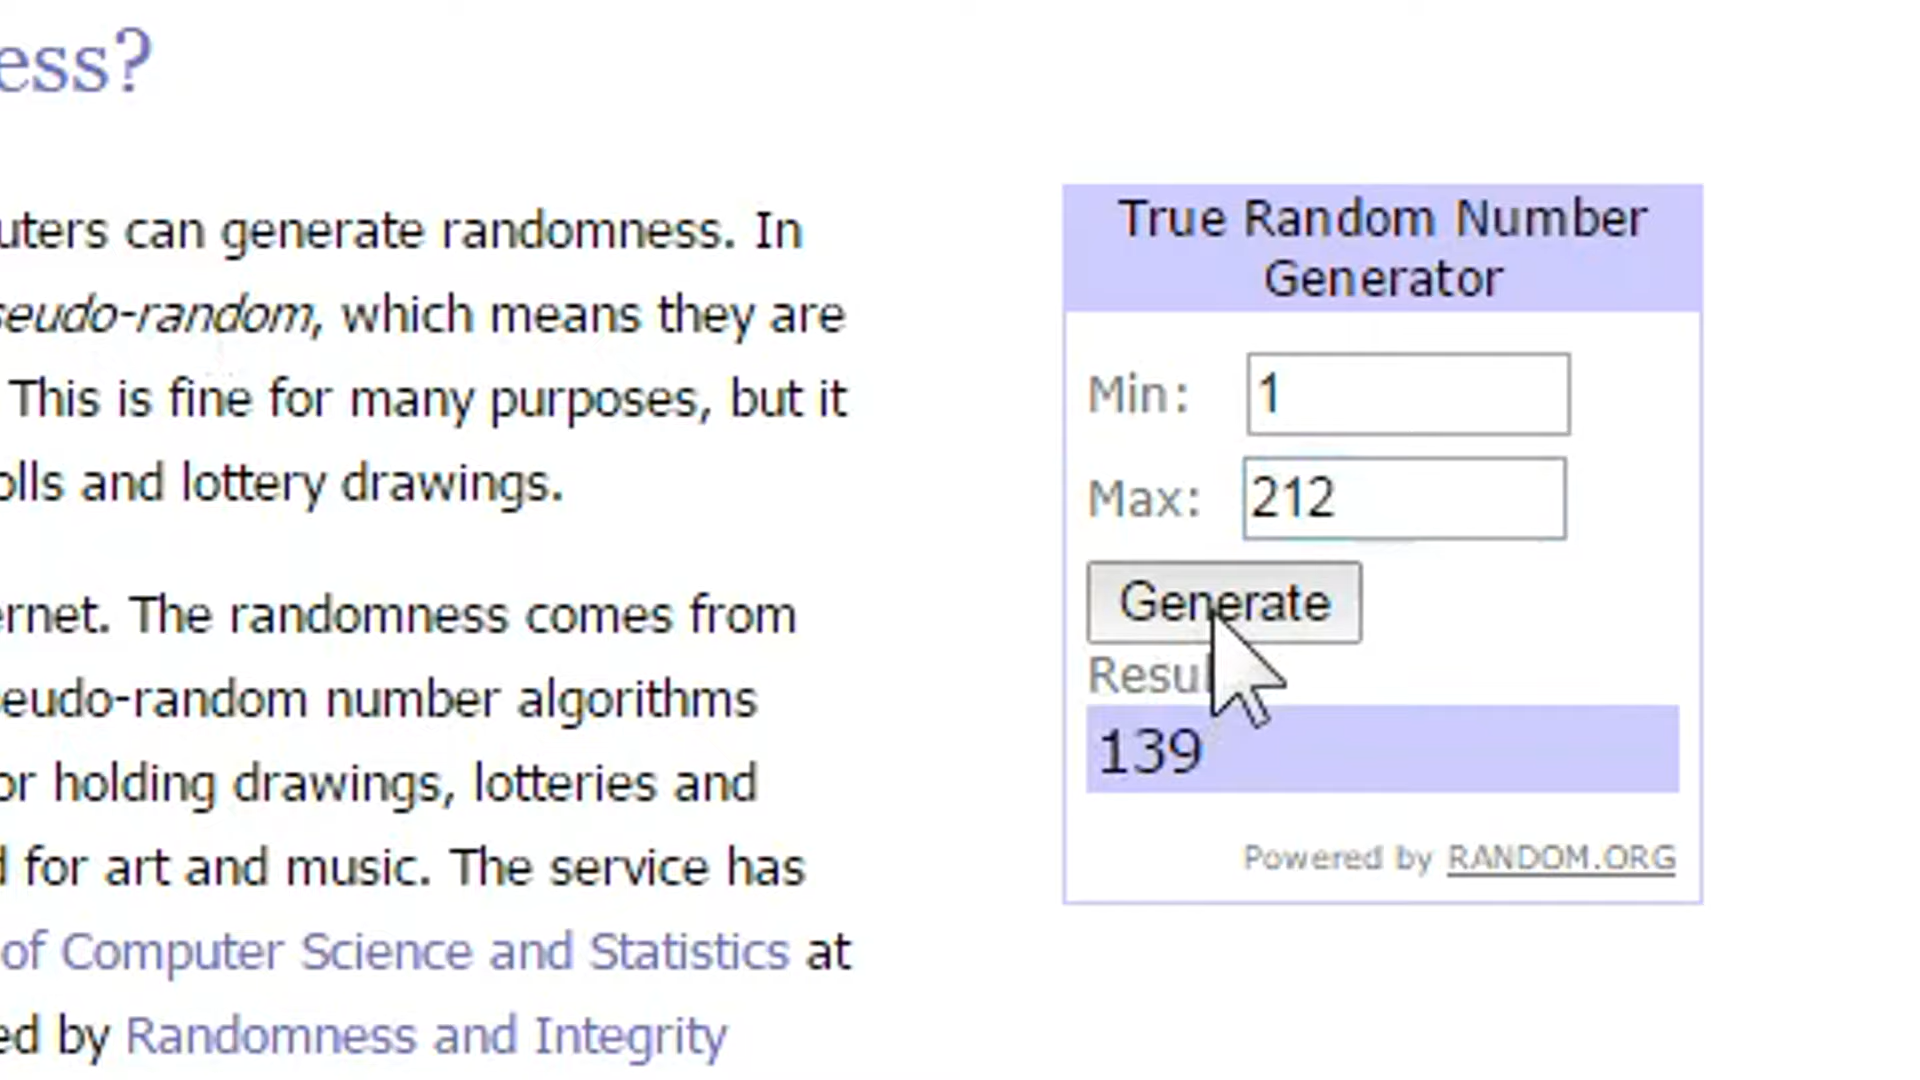 ess?
uters can generate randomness. In
seudo-random, which means they are
This is fine for many purposes, but it
olls and lottery drawings.
ernet. The randomness comes from
seudo-random number algorithms
or holding drawings, lotteries and
d for art and music. The service has
of Computer Science and Statistics at
ed by Randomness and Integrity
True Random Number
Generator
Min: 1
Max: 212
Generate
Resul
139
Powered by RANDOM.ORG